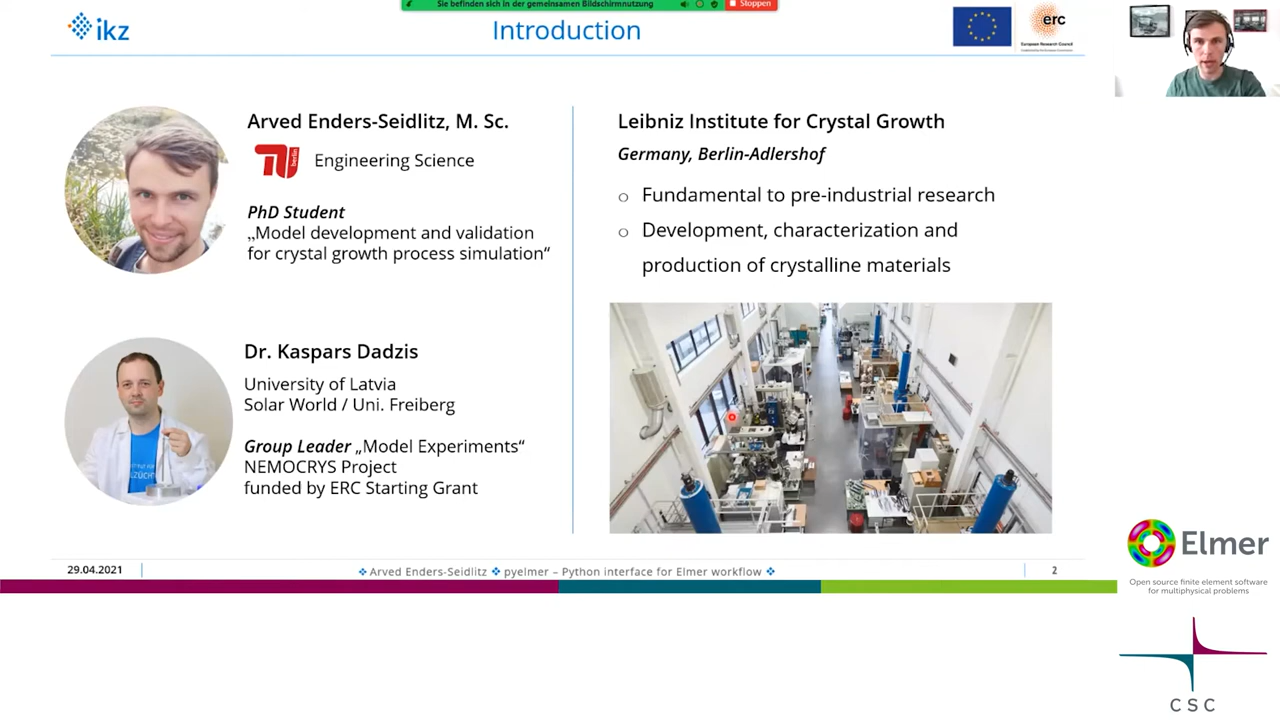 Sie befinden sich in der gemeinsamen Bildschirmnutzung
Stoppen
ikz
Introduction
erc
European Research Council
Arved Enders-Seidlitz, M. Sc.
berlin
Engineering Science
PhD Student
„Model development and validation
for crystal growth process simulation“
Dr. Kaspars Dadzis
University of Latvia
Solar World / Uni. Freiberg
Group Leader „Model Experiments“
NEMOCRYS Project
funded by ERC Starting Grant
Leibniz Institute for Crystal Growth
Germany, Berlin-Adlershof
Fundamental to pre-industrial research
Development, characterization and
production of crystalline materials
29.04.2021
Arved Enders-Seidlitz ❖ pyelmer – Python interface for Elmer workflow
2
Elmer
Open source finite element software
for multiphysical problems
CSC